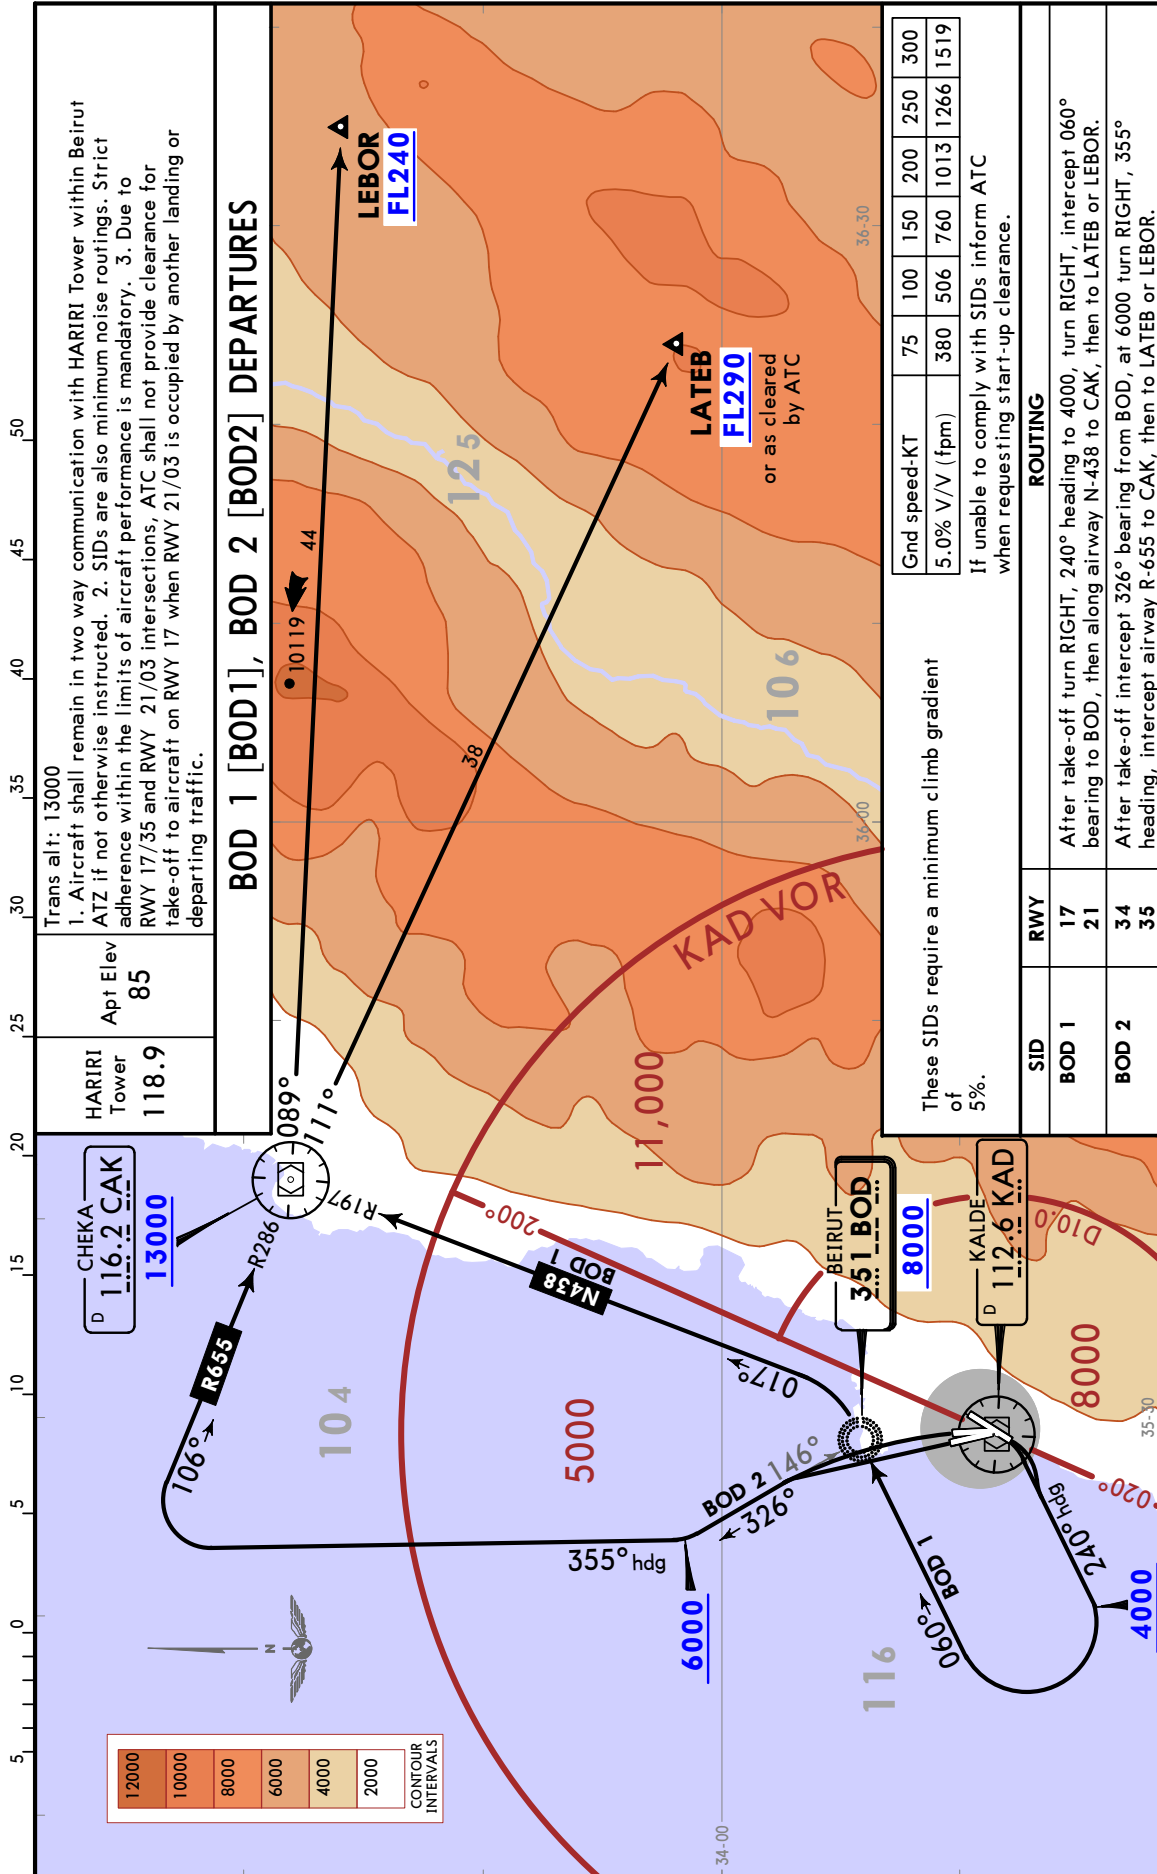 HARIRI
Tower
118.9
Apt Elev
85
Trans alt: 13000
1. Aircraft shall remain in two way communication with HARIRI Tower within Beirut
ATZ if not otherwise instructed. 2. SIDs are also minimum noise routings. Strict
adherence within the limits of aircraft performance is mandatory. 3. Due to
RWY 17/35 and RWY 21/03 intersections, ATC shall not provide clearance for
take-off to aircraft on RWY 17 when RWY 21/03 is occupied by another landing or
departing traffic.
BOD 1 [BOD1], BOD 2 [BOD2] DEPARTURES
5
0
5
10
15
20
25
30
35
40
45
50
CONTOUR
INTERVALS
12000
10000
8000
6000
4000
2000
N
CHEKA
D
116.2 CAK
13000
R286
R197
089°
111°
R655
106°
104
355° hdg
6000
5000
BOD 2
326°
146°
N438
BOD 1
017°
200°
11,000
KAD VOR
10119
44
38
125
106
LEBOR
FL240
LATEB
FL290
or as cleared
by ATC
36-30
36-00
35-30
34-00
BEIRUT
351 BOD
8000
KALDE
D
112.6 KAD
D10.0
8000
020°
BOD 1
060°
240° hdg
4000
116
These SIDs require a minimum climb gradient
of
5%.
Gnd speed-KT 75 100 150 200 250 300
5.0% V/V (fpm) 380 506 760 1013 1266 1519
If unable to comply with SIDs inform ATC
when requesting start-up clearance.
SID RWY ROUTING
BOD 1 17 After take-off turn RIGHT, 240° heading to 4000, turn RIGHT, intercept 060°
21 bearing to BOD, then along airway N-438 to CAK, then to LATEB or LEBOR.
BOD 2 34 After take-off intercept 326° bearing from BOD, at 6000 turn RIGHT, 355°
35 heading, intercept airway R-655 to CAK, then to LATEB or LEBOR.